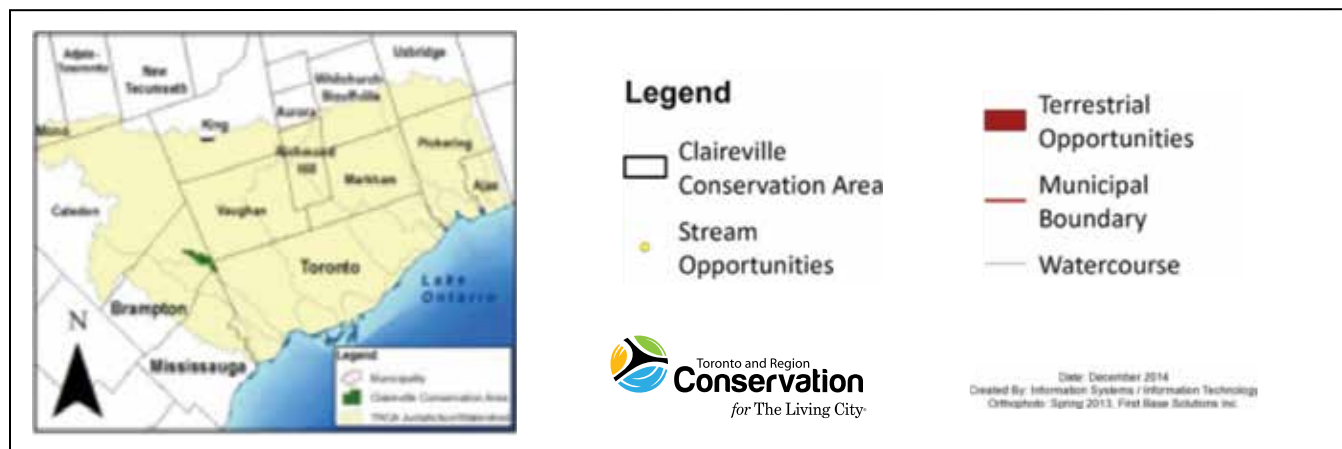 Uxbridge
Adjala-
Tosorontio
New
Tecumseth
Whitchurch-
Stouffville
Aurora
King
Mono
Richmond
Hill
Pickering
Markham
Ajax
Caledon
Vaughan
Toronto
Lake
Ontario
Brampton
N
Mississauga
Legend
Municipality
Claireville Conservation Area
TRCA Jurisdiction/Watershed
Legend
Claireville
Conservation Area
Stream
Opportunities
Terrestrial
Opportunities
Municipal
Boundary
Watercourse
Toronto and Region
Conservation
for The Living City
Date: December 2014
Created By: Information Systems / Information Technology
Orthophoto: Spring 2013, First Base Solutions Inc.